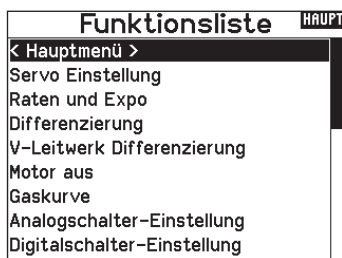 Funktionsliste HAUPT
< Hauptmenü >
Servo Einstellung
Raten und Expo
Differenzierung
V-Leitwerk Differenzierung
Motor aus
Gaskurve
Analogschalter-Einstellung
Digitalschalter-Einstellung